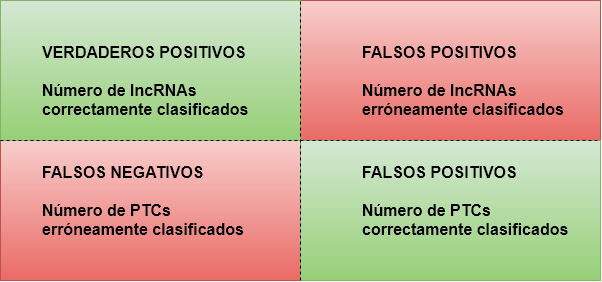 VERDADEROS POSITIVOS
Número de lncRNAs
correctamente clasificados
FALSOS POSITIVOS
Número de lncRNAs
erróneamente clasificados
FALSOS NEGATIVOS
Número de PTCs
erróneamente clasificados
FALSOS POSITIVOS
Número de PTCs
correctamente clasificados